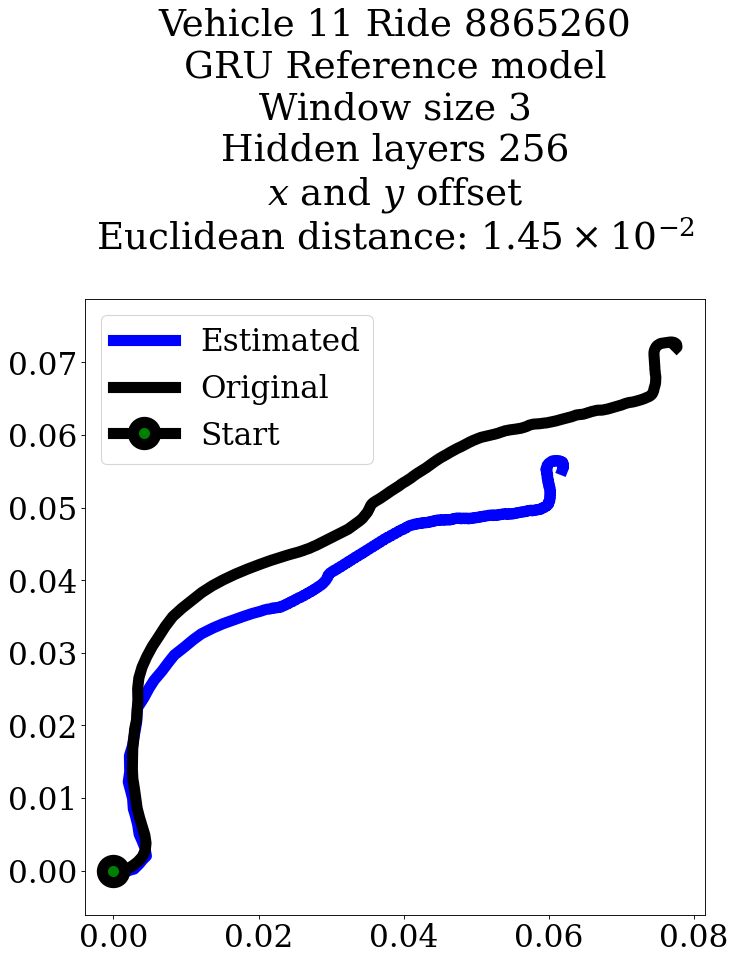 Vehicle 11 Ride 8865260
GRU Reference model
Window size 3
Hidden layers 256
x and y offset
Euclidean distance: 1.45 × 10⁻²
Estimated
Original
Start
0.07
0.06
0.05
0.04
0.03
0.02
0.01
0.00
0.00 0.02 0.04 0.06 0.08